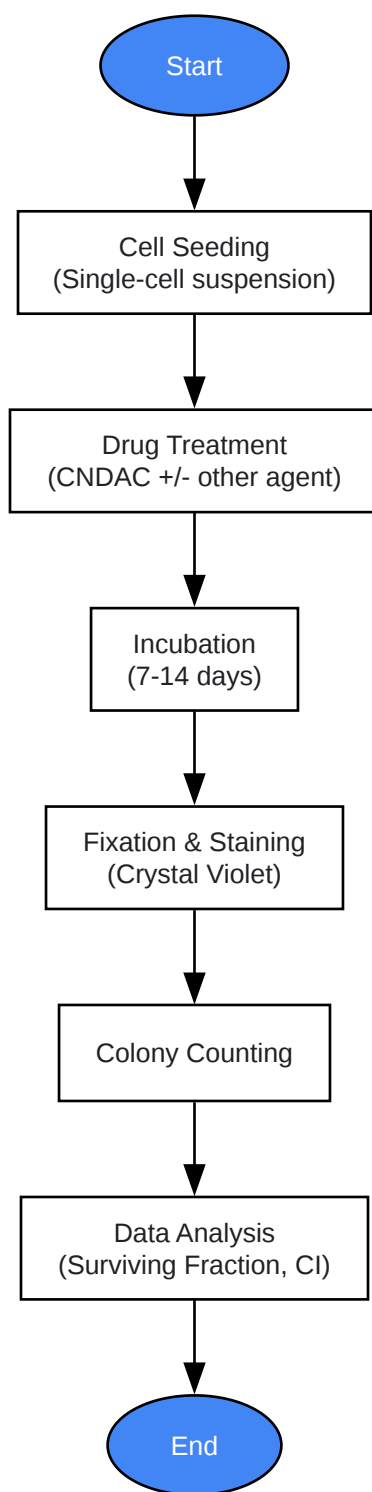 Start
Cell Seeding
(Single-cell suspension)
Drug Treatment
(CNDAC +/- other agent)
Incubation
(7-14 days)
Fixation & Staining
(Crystal Violet)
Colony Counting
Data Analysis
(Surviving Fraction, CI)
End